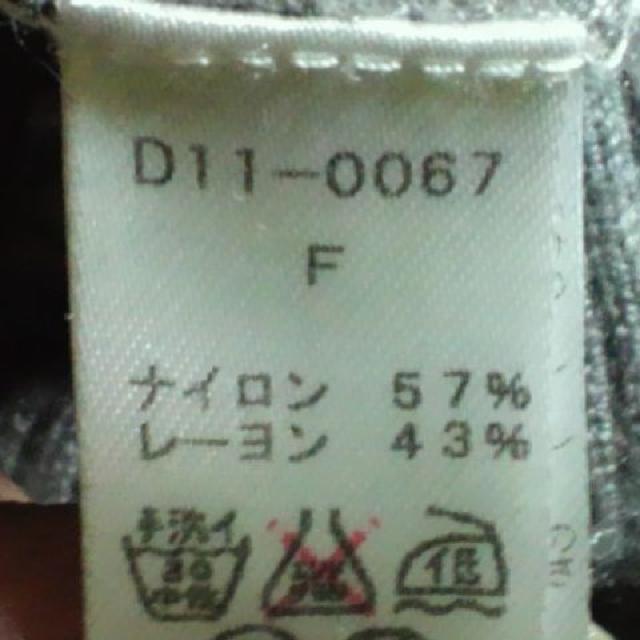 D11-0067
F
ナイロン 57%
レーヨン 43%
手洗イ
30
中性
低